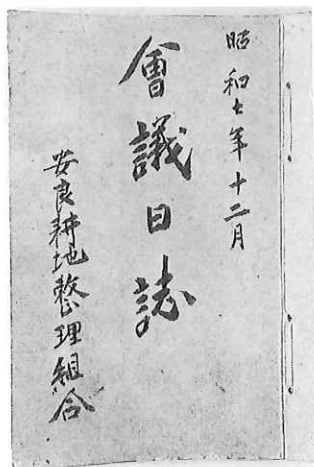 昭和七年十二月
會議日誌
安良耕地整理組合